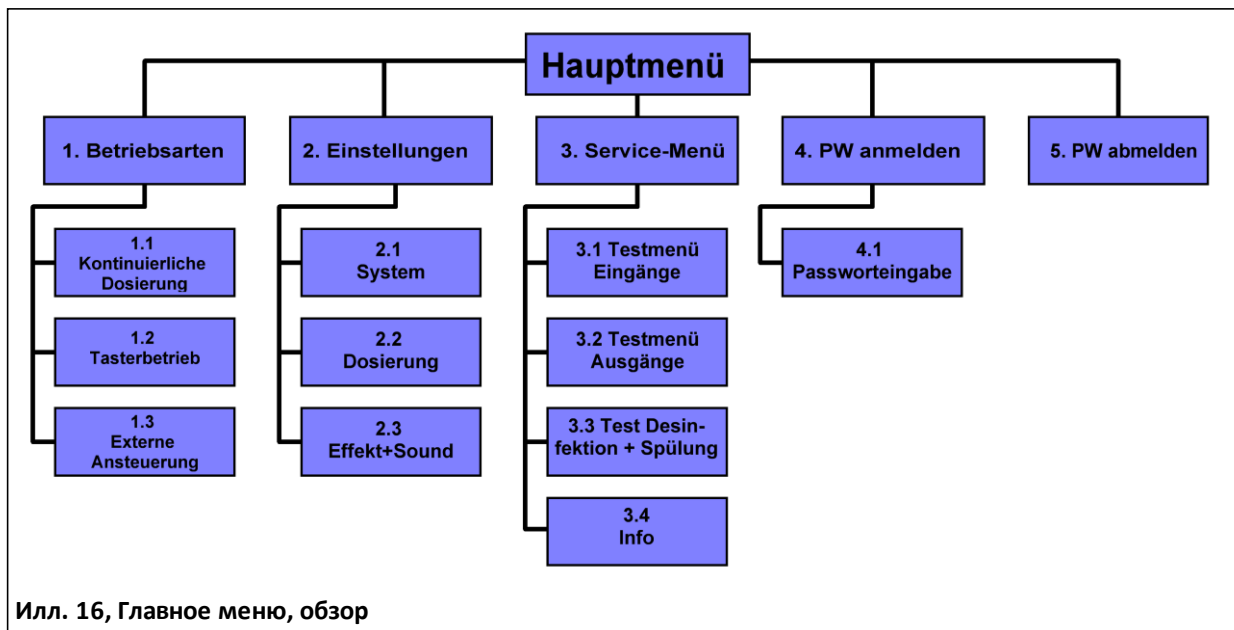 Hauptmenü
1. Betriebsarten
2. Einstellungen
3. Service-Menü
4. PW anmelden
5. PW abmelden
1.1
Kontinuierliche
Dosierung
1.2
Tasterbetrieb
1.3
Externe
Ansteuerung
2.1
System
2.2
Dosierung
2.3
Effekt+Sound
3.1 Testmenü
Eingänge
3.2 Testmenü
Ausgänge
3.3 Test Desin-
fektion + Spülung
3.4
Info
4.1
Passworteingabe
Илл. 16, Главное меню, обзор